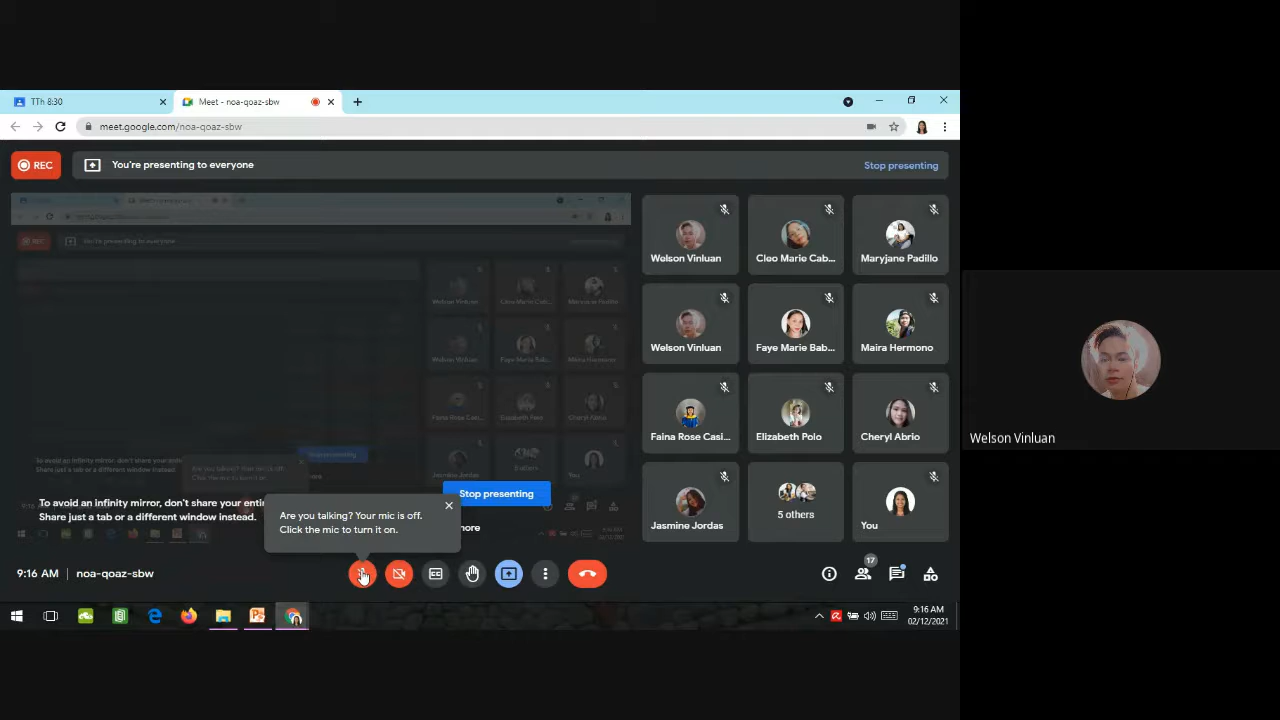 TTh 8:30
Meet - noa-qoaz-sbw
meet.google.com/noa-qoaz-sbw
REC
You're presenting to everyone
Stop presenting
Welson Vinluan
Cleo Marie Cab...
Maryjane Padillo
Welson Vinluan
Faye Marie Bab...
Maira Hermono
Faina Rose Casi...
Elizabeth Polo
Cheryl Abrio
Jasmine Jordas
5 others
You
Welson Vinluan
To avoid an infinity mirror, don't share your enti
Share just a tab or a different window instead.
Stop presenting
Are you talking? Your mic is off.
Click the mic to turn it on.
9:16 AM | noa-qoaz-sbw
17
9:16 AM
02/12/2021